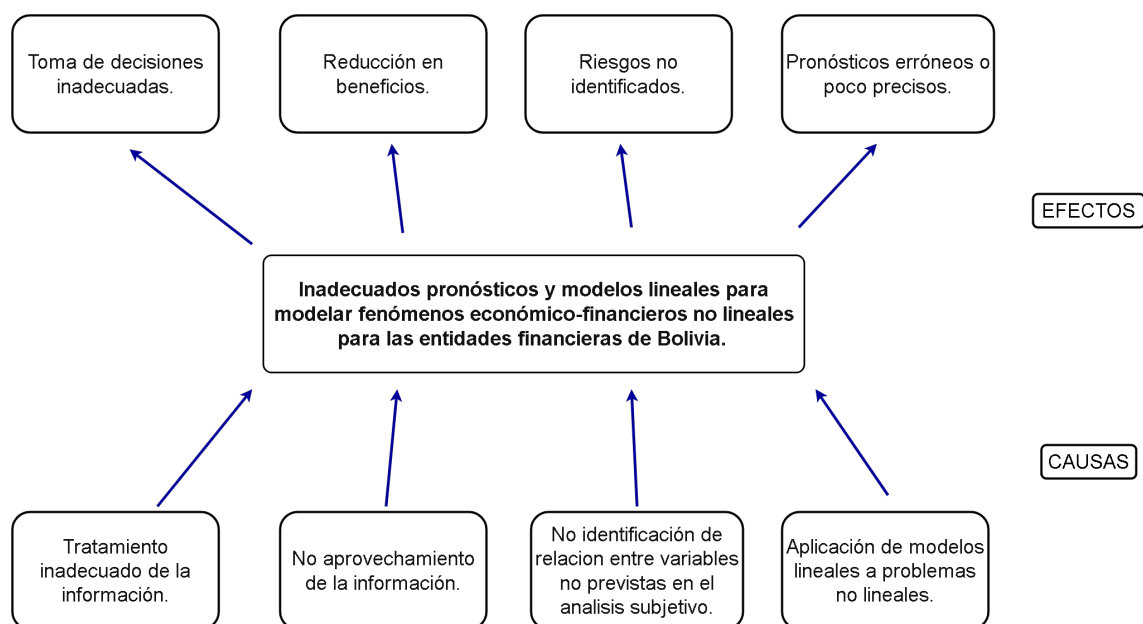 Toma de decisiones
inadecuadas.
Reducción en
beneficios.
Riesgos no
identificados.
Pronósticos erróneos o
poco precisos.
EFECTOS
Inadecuados pronósticos y modelos lineales para
modelar fenómenos económico-financieros no lineales
para las entidades financieras de Bolivia.
CAUSAS
Tratamiento
inadecuado de la
información.
No aprovechamiento
de la información.
No identificación de
relacion entre variables
no previstas en el
analisis subjetivo.
Aplicación de modelos
lineales a problemas
no lineales.